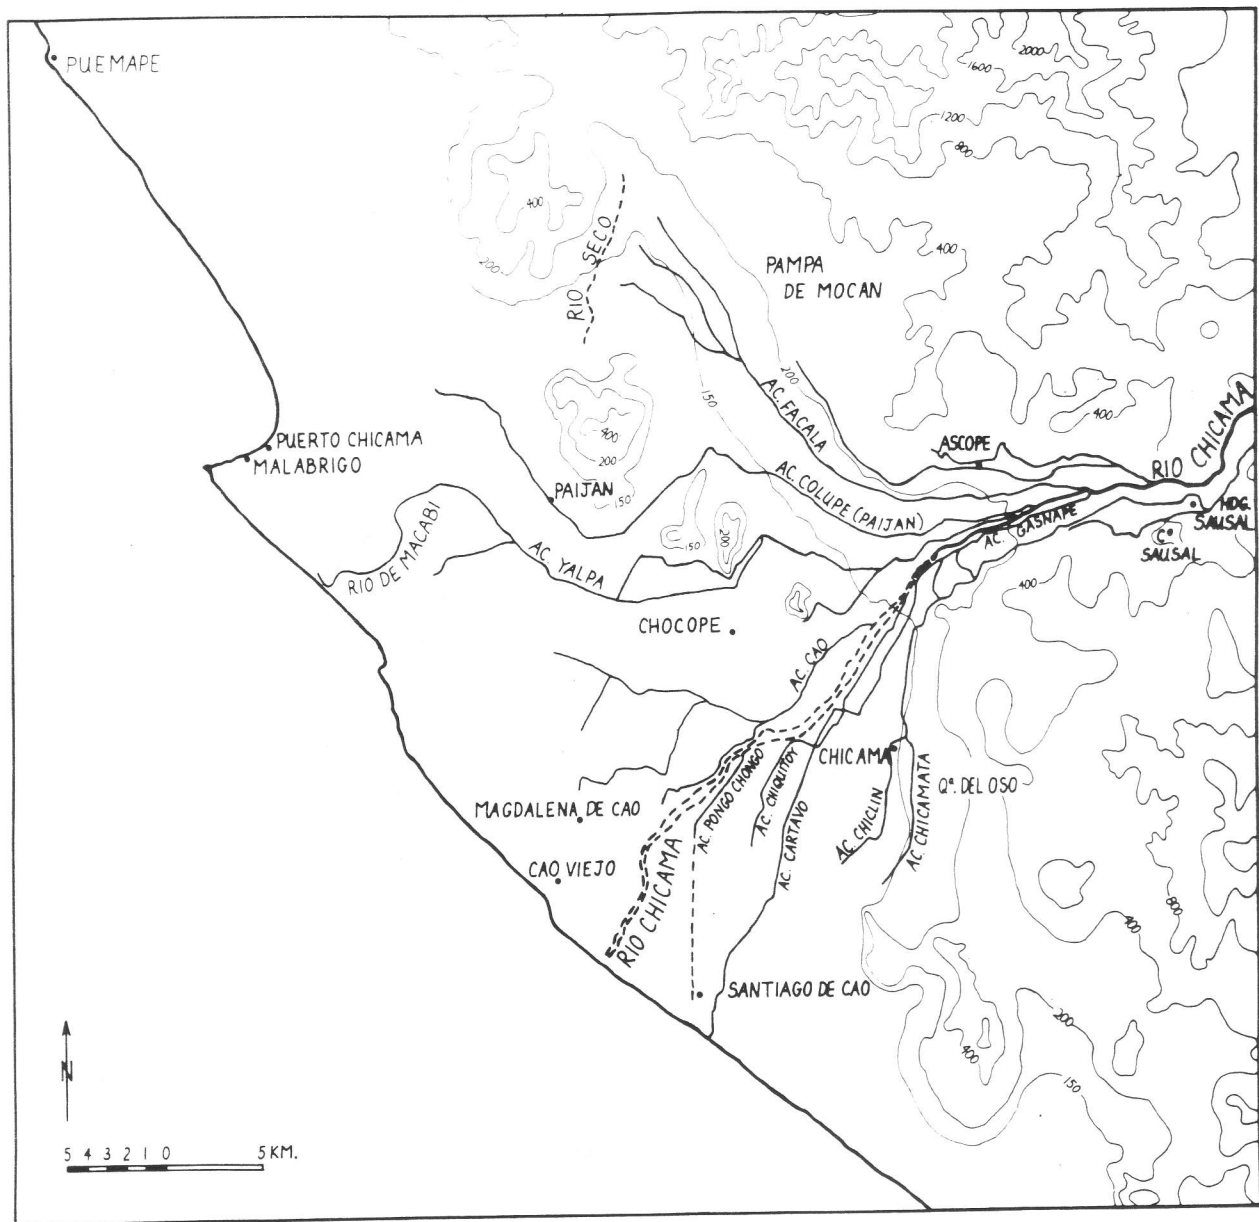 PUEMAPE
2000
1600
1200
800
400
400
200
RIO SECO
PAMPA
DE MOCAN
200
150
400
AC. FACALA
RIO CHICAMA
ASCOPE
PUERTO CHICAMA
MALABRIGO
400
200
150
PAIJAN
AC. COLUPE (PAIJAN)
AC. GASNAPE
HDG.
SAUSAL
Cº
SAUSAL
150
200
RIO DE MACABI
AC. YALPA
400
CHOCOPE
AC. CAO
CHICAMA
Qª. DEL OSO
MAGDALENA DE CAO
AC. PONGO CHONGO
AC. CHIQUITOY
AC. CARTAVO
AC. CHICLIN
AC. CHICAMATA
CAO VIEJO
RIO CHICAMA
800
400
SANTIAGO DE CAO
200
400
150
N
5 4 3 2 1 0 5 KM.